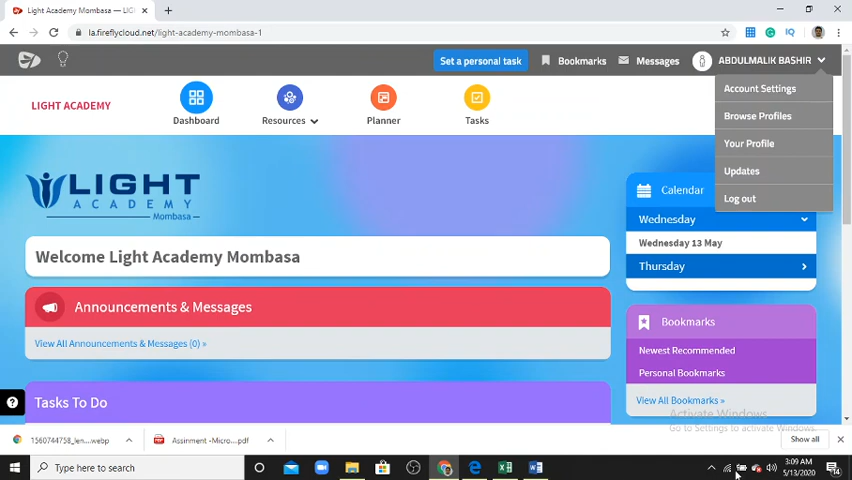 Light Academy Mombasa —
la.fireflycloud.net/light-academy-mombasa-1
IQ
Set a personal task
Bookmarks
Messages
ABDULMALIK BASHIR
LIGHT ACADEMY
Dashboard
Resources
Planner
Tasks
Account Settings
Browse Profiles
Your Profile
Updates
Log out
LIGHT
ACADEMY
Mombasa
Calendar
Wednesday
Wednesday 13 May
Thursday
Welcome Light Academy Mombasa
Announcements & Messages
View All Announcements & Messages (0) »
Bookmarks
Newest Recommended
Personal Bookmarks
View All Bookmarks »
Tasks To Do
Activate Windows
Go to Settings to activate Windows.
1560744758_len....webp
Assinment -Micro....pdf
Show all
Type here to search
3:09 AM
5/13/2020
14